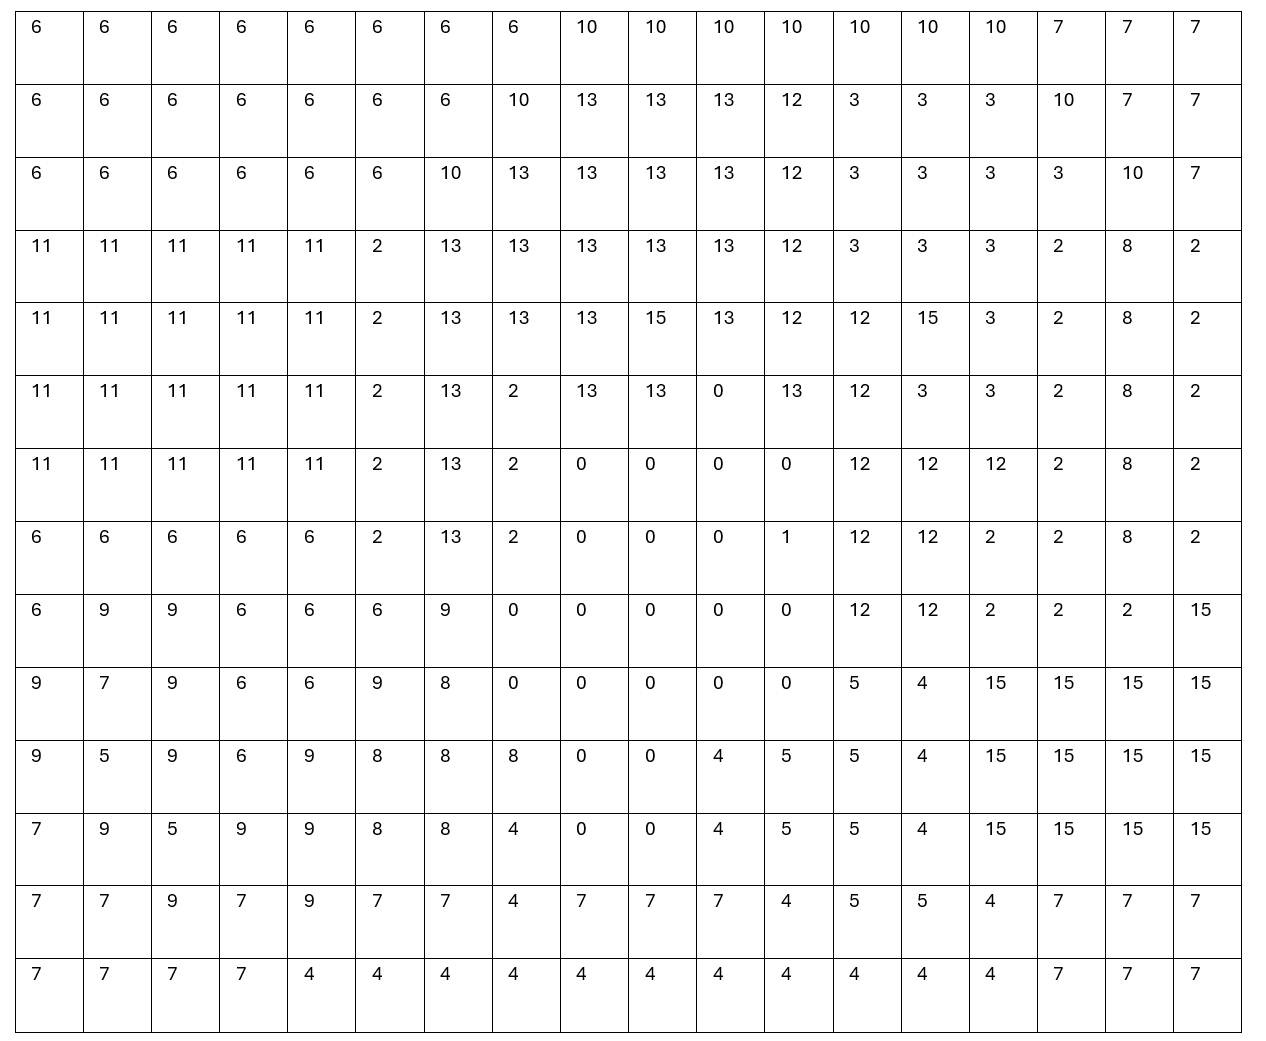 6 6 6 6 6 6 6 6 10 10 10 10 10 10 10 7 7 7
6 6 6 6 6 6 6 10 13 13 13 12 3 3 3 10 7 7
6 6 6 6 6 6 10 13 13 13 13 12 3 3 3 3 10 7
11 11 11 11 11 2 13 13 13 13 13 12 3 3 3 2 8 2
11 11 11 11 11 2 13 13 13 15 13 12 12 15 3 2 8 2
11 11 11 11 11 2 13 2 13 13 0 13 12 3 3 2 8 2
11 11 11 11 11 2 13 2 0 0 0 0 12 12 12 2 8 2
6 6 6 6 6 2 13 2 0 0 0 1 12 12 2 2 8 2
6 9 9 6 6 6 9 0 0 0 0 0 12 12 2 2 2 15
9 7 9 6 6 9 8 0 0 0 0 0 5 4 15 15 15 15
9 5 9 6 9 8 8 8 0 0 4 5 5 4 15 15 15 15
7 9 5 9 9 8 8 4 0 0 4 5 5 4 15 15 15 15
7 7 9 7 9 7 7 4 7 7 7 4 5 5 4 7 7 7
7 7 7 7 4 4 4 4 4 4 4 4 4 4 4 7 7 7